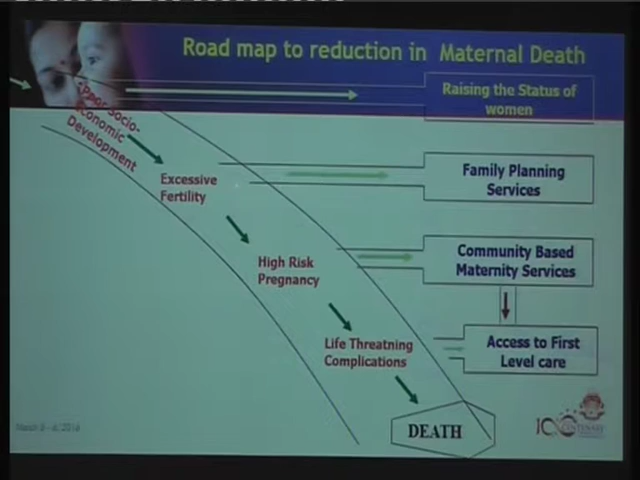 Road map to reduction in Maternal Death
Raising the Status of
women
Poor Socio-
Economic
Development
Family Planning
Services
Excessive
Fertility
Community Based
Maternity Services
High Risk
Pregnancy
Access to First
Level care
Life Threatning
Complications
DEATH
CENTENARY